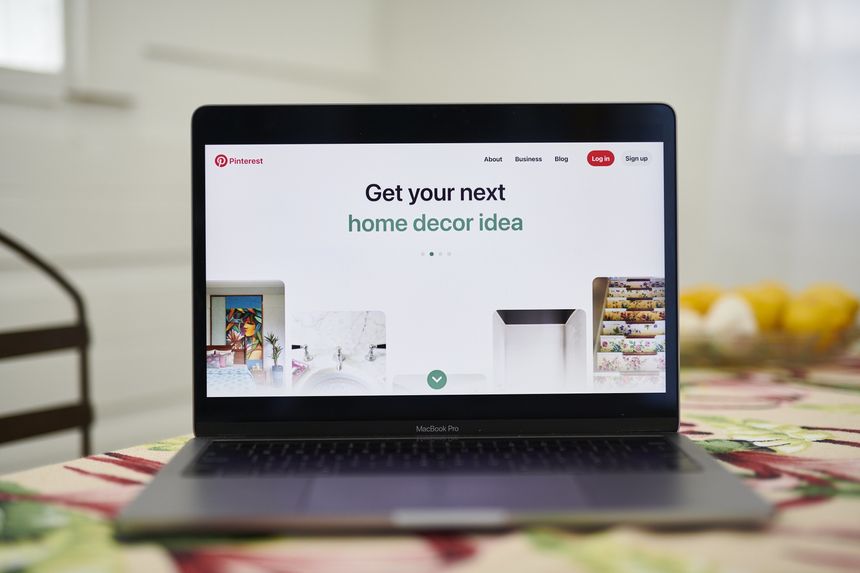 Pinterest
About Business Blog Log in Sign up
Get your next
home decor idea
MacBook Pro